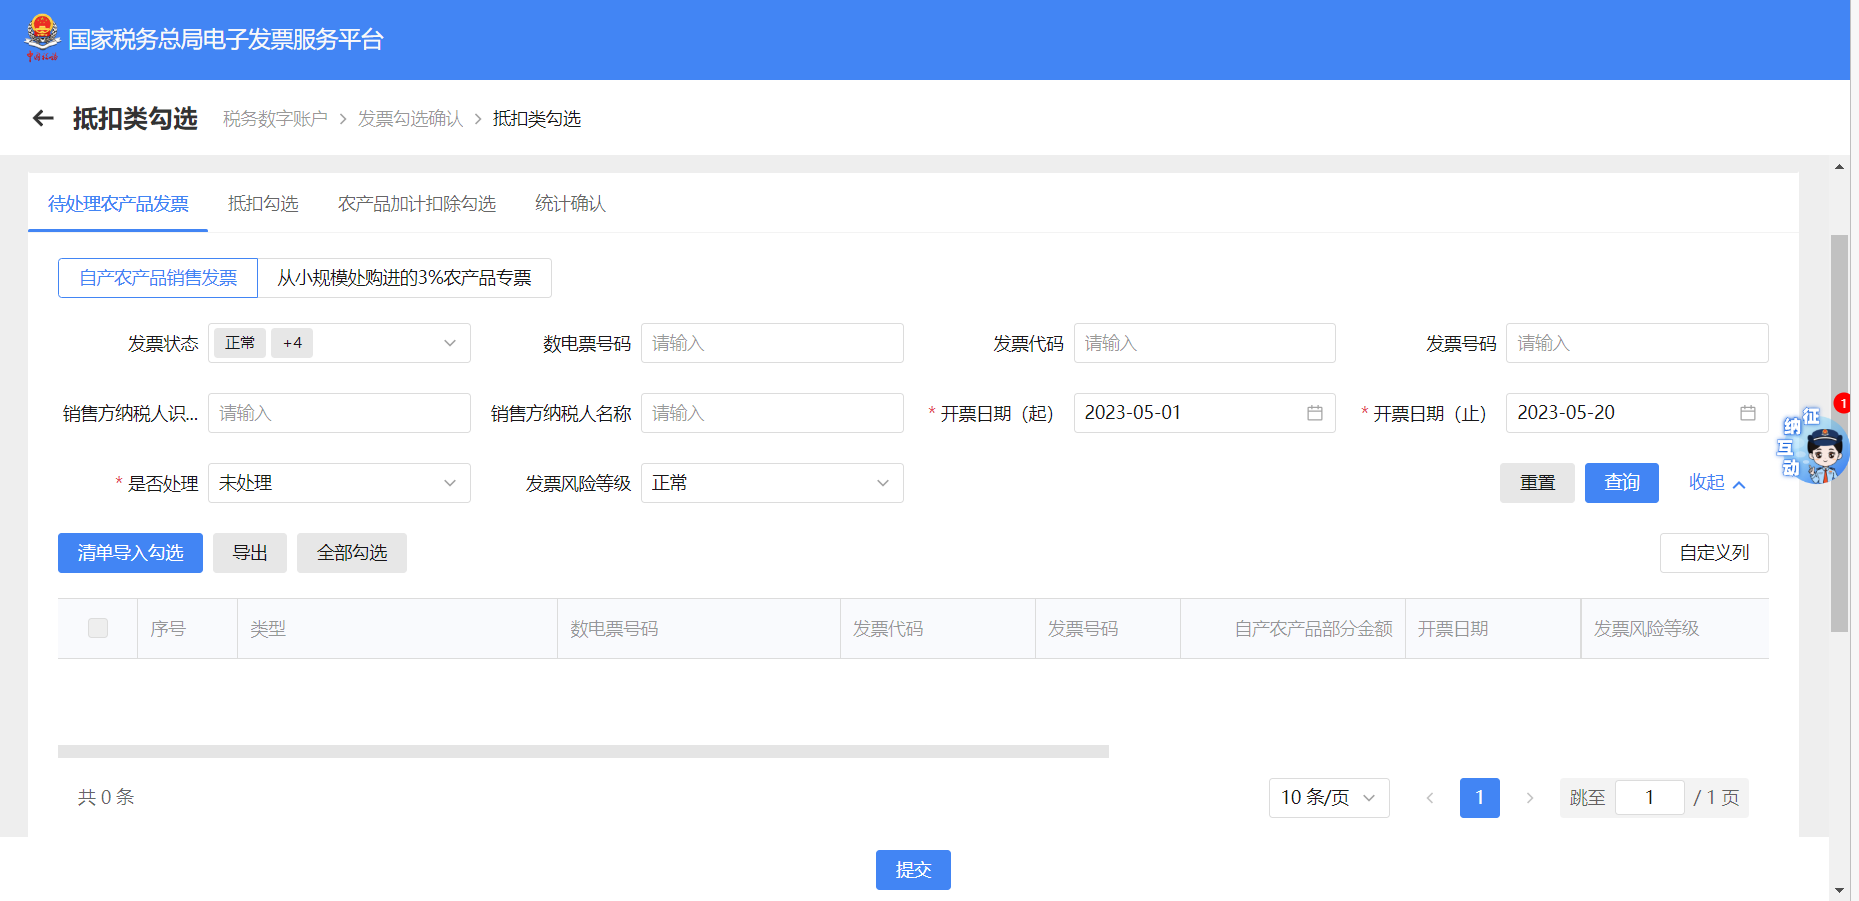 国家税务总局电子发票服务平台
抵扣类勾选 税务数字账户 > 发票勾选确认 > 抵扣类勾选
待处理农产品发票 抵扣勾选 农产品加计扣除勾选 统计确认
自产农产品销售发票 从小规模处购进的3%农产品专票
发票状态 正常 +4 数电票号码 请输入 发票代码 请输入 发票号码 请输入
销售方纳税人识... 请输入 销售方纳税人名称 请输入 * 开票日期（起） 2023-05-01 * 开票日期（止） 2023-05-20
* 是否处理 未处理 发票风险等级 正常 重置 查询 收起
征纳互动 1
清单导入勾选 导出 全部勾选 自定义列
序号 类型 数电票号码 发票代码 发票号码 自产农产品部分金额 开票日期 发票风险等级
共 0 条 10 条/页 < 1 > 跳至 1 / 1 页
提交